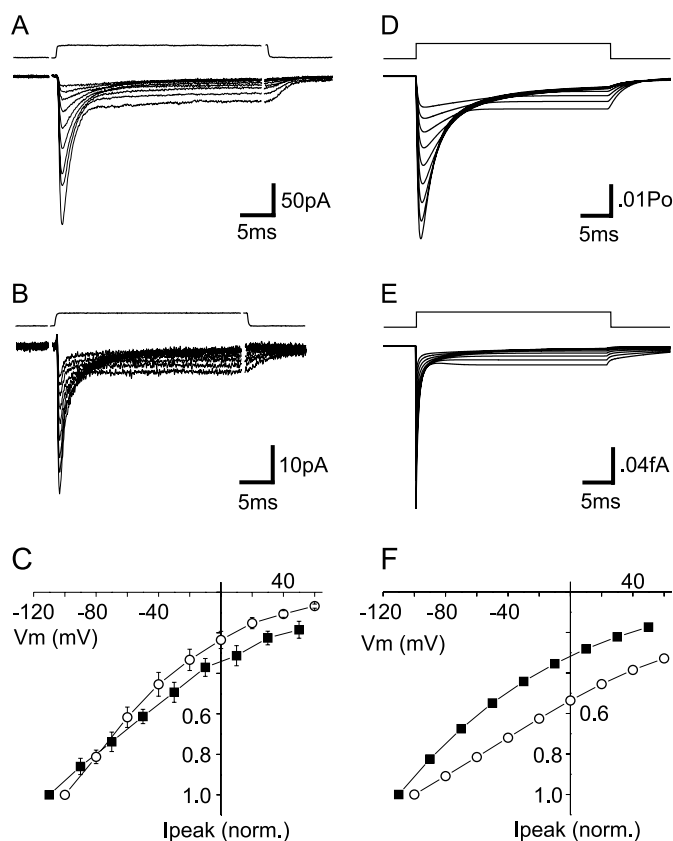 A
50pA
5ms
D
.01Po
5ms
B
10pA
5ms
E
.04fA
5ms
C
40
-120 -80 -40
Vm (mV)
0.6
0.8
1.0
Ipeak (norm.)
F
40
-120 -80 -40
Vm (mV)
0.6
0.8
1.0
Ipeak (norm.)